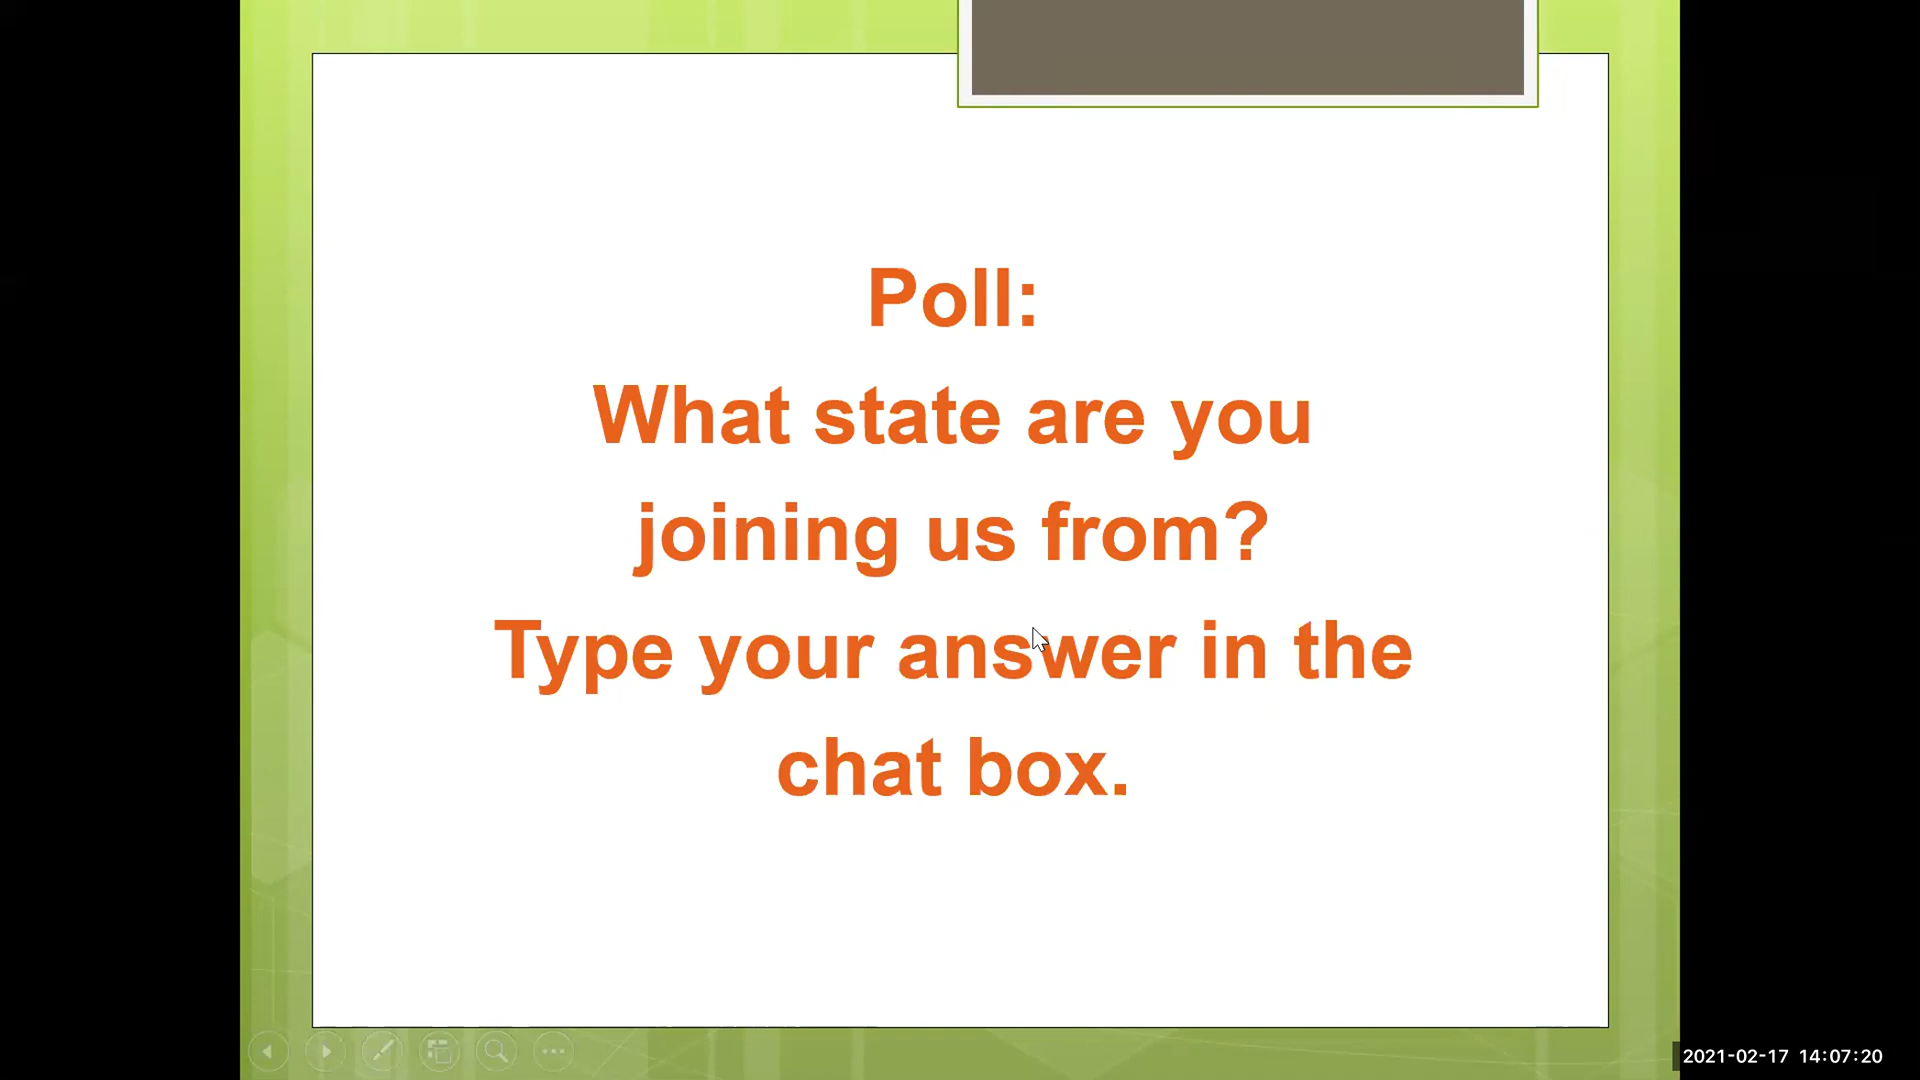 Poll:
What state are you
joining us from?
Type your answer in the
chat box.
2021-02-17 14:07:20